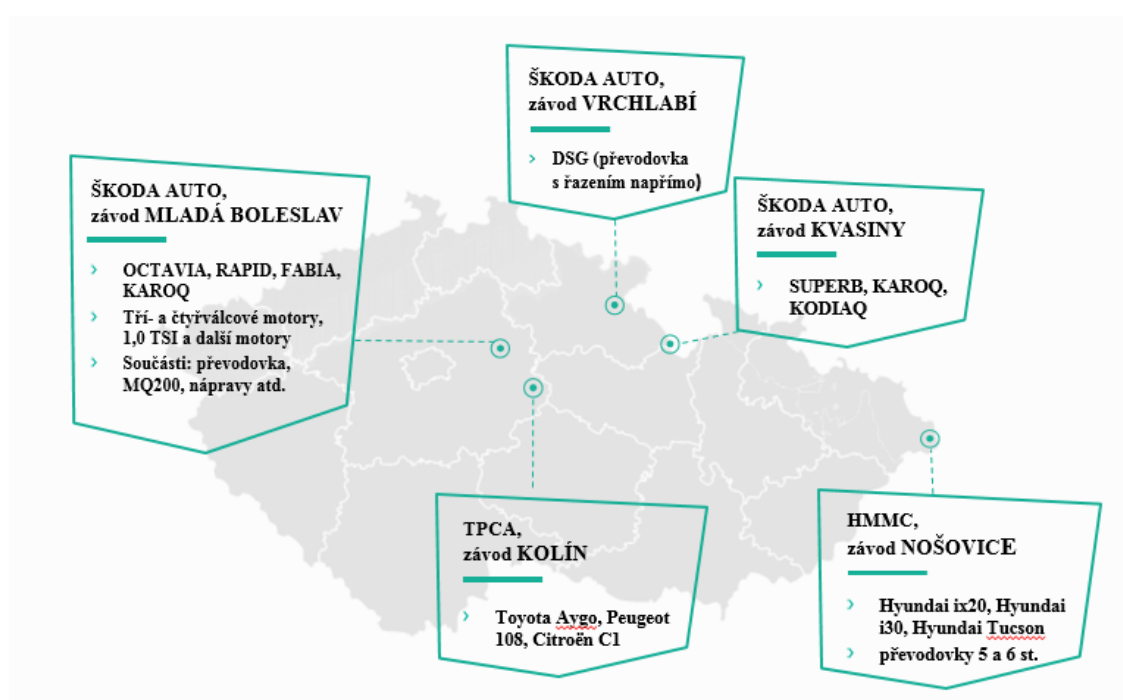 ŠKODA AUTO,
závod VRCHLABÍ
DSG (převodovka
s řazením napřímo)
ŠKODA AUTO,
závod MLADÁ BOLESLAV
OCTAVIA, RAPID, FABIA,
KAROQ
Tří- a čtyřválcové motory,
1,0 TSI a další motory
Součásti: převodovka,
MQ200, nápravy atd.
ŠKODA AUTO,
závod KVASINY
SUPERB, KAROQ,
KODIAQ
TPCA,
závod KOLÍN
Toyota Aygo, Peugeot
108, Citroën C1
HMMC,
závod NOŠOVICE
Hyundai ix20, Hyundai
i30, Hyundai Tucson
převodovky 5 a 6 st.